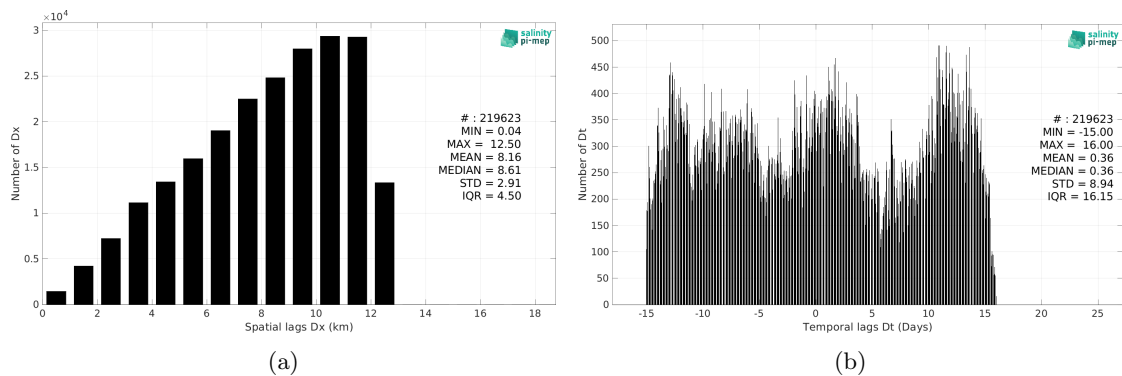 ×10⁴
3
2.5
2
1.5
1
0.5
0
Number of Dx
0 2 4 6 8 10 12 14 16 18
Spatial lags Dx (km)
salinity
pi-mep
# : 219623
MIN = 0.04
MAX = 12.50
MEAN = 8.16
MEDIAN = 8.61
STD = 2.91
IQR = 4.50
(a)
500
450
400
350
300
250
200
150
100
50
0
Number of Dt
-15 -10 -5 0 5 10 15 20 25
Temporal lags Dt (Days)
salinity
pi-mep
# : 219623
MIN = -15.00
MAX = 16.00
MEAN = 0.36
MEDIAN = 0.36
STD = 8.94
IQR = 16.15
(b)